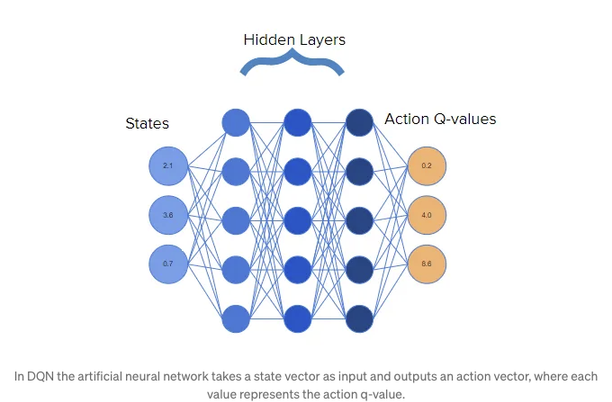 Hidden Layers
States
Action Q-values
2.1
0.2
3.6
4.0
0.7
6.6
In DQN the artificial neural network takes a state vector as input and outputs an action vector, where each
value represents the action q-value.